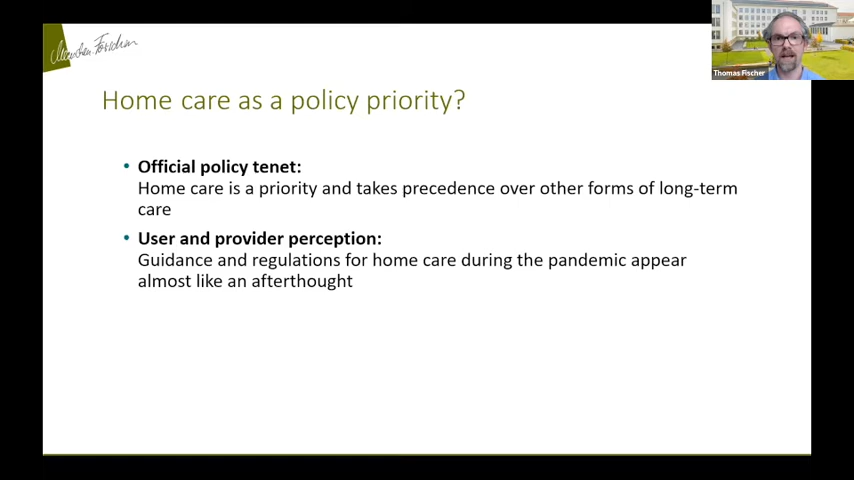 Thomas Fischer
Home care as a policy priority?
• Official policy tenet:
Home care is a priority and takes precedence over other forms of long-term
care
• User and provider perception:
Guidance and regulations for home care during the pandemic appear
almost like an afterthought